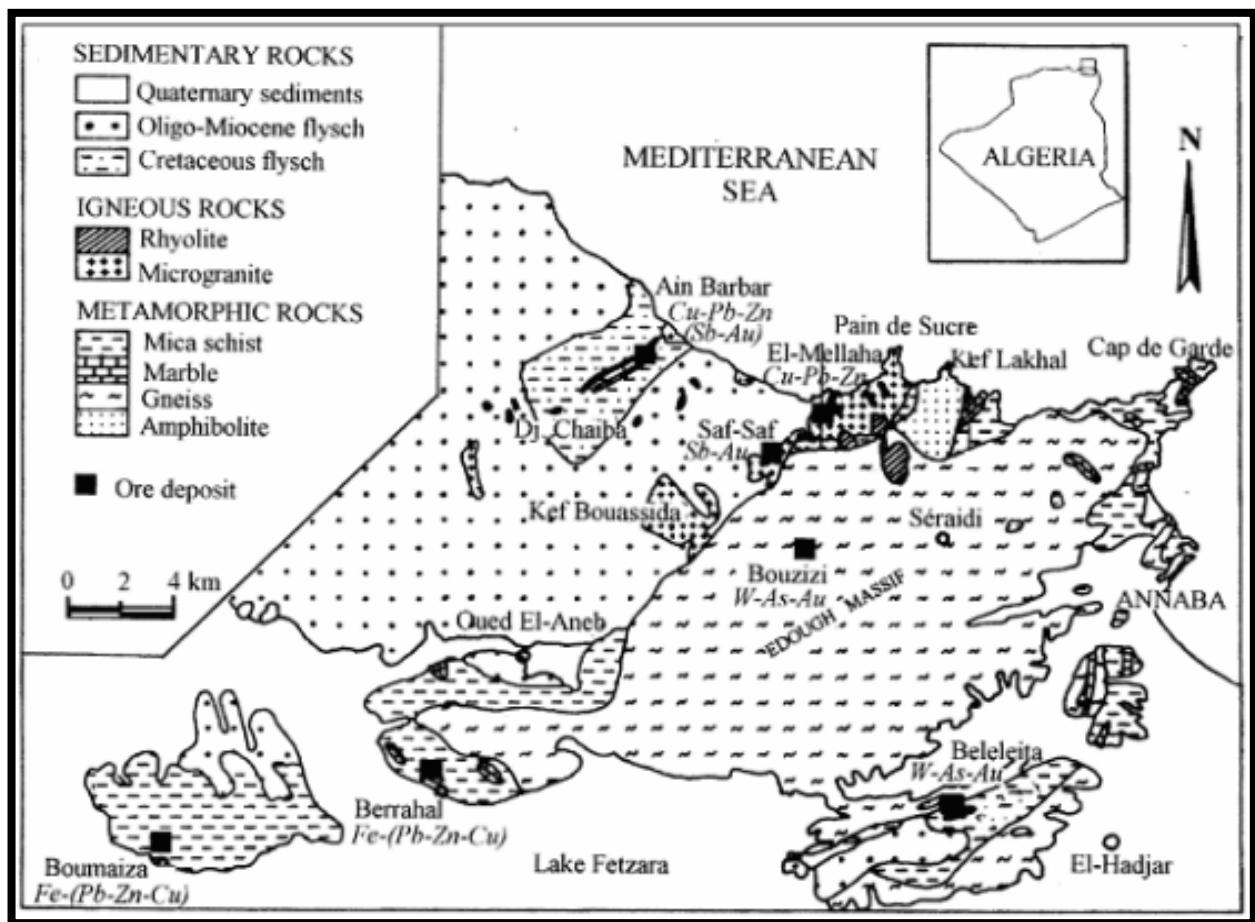 SEDIMENTARY ROCKS
Quaternary sediments
Oligo-Miocene flysch
Cretaceous flysch
IGNEOUS ROCKS
Rhyolite
Microgranite
METAMORPHIC ROCKS
Mica schist
Marble
Gneiss
Amphibolite
Ore deposit
0 2 4 km
MEDITERRANEAN
SEA
ALGERIA
N
Ain Barbar
Cu-Pb-Zn
(Sb-Au)
Pain de Sucre
El-Mellaha
Cu-Pb-Zn
Kef Lakhal
Cap de Garde
Dj. Chaiba
Saf-Saf
Sb-Au
Kef Bouassida
Séraidi
Bouzizi
W-As-Au
EDOUGH MASSIF
ANNABA
Oued El-Aneb
Beleleita
W-As-Au
Berrahal
Fe-(Pb-Zn-Cu)
Boumaiza
Fe-(Pb-Zn-Cu)
Lake Fetzara
El-Hadjar